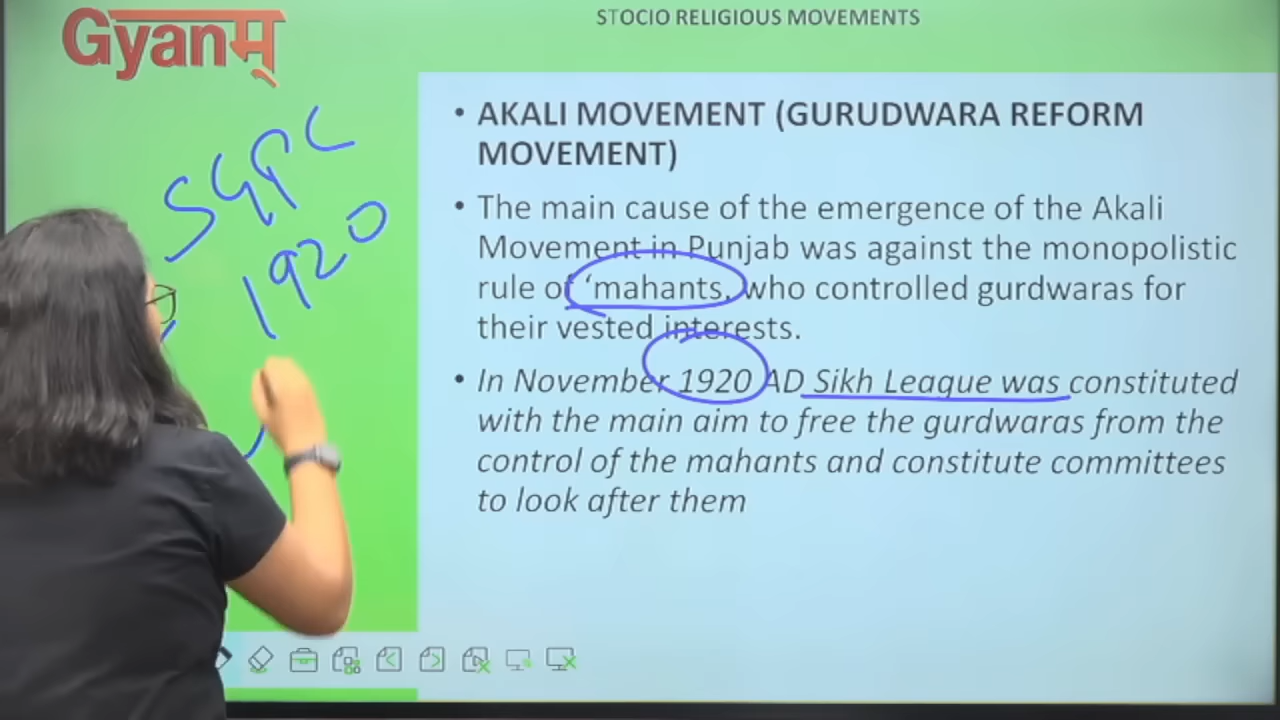 STOCIO RELIGIOUS MOVEMENTS
Gyanम्
SGPC
1920
• AKALI MOVEMENT (GURUDWARA REFORM
MOVEMENT)
• The main cause of the emergence of the Akali
Movement in Punjab was against the monopolistic
rule of ‘mahants, who controlled gurdwaras for
their vested interests.
• In November 1920 AD Sikh League was constituted
with the main aim to free the gurdwaras from the
control of the mahants and constitute committees
to look after them